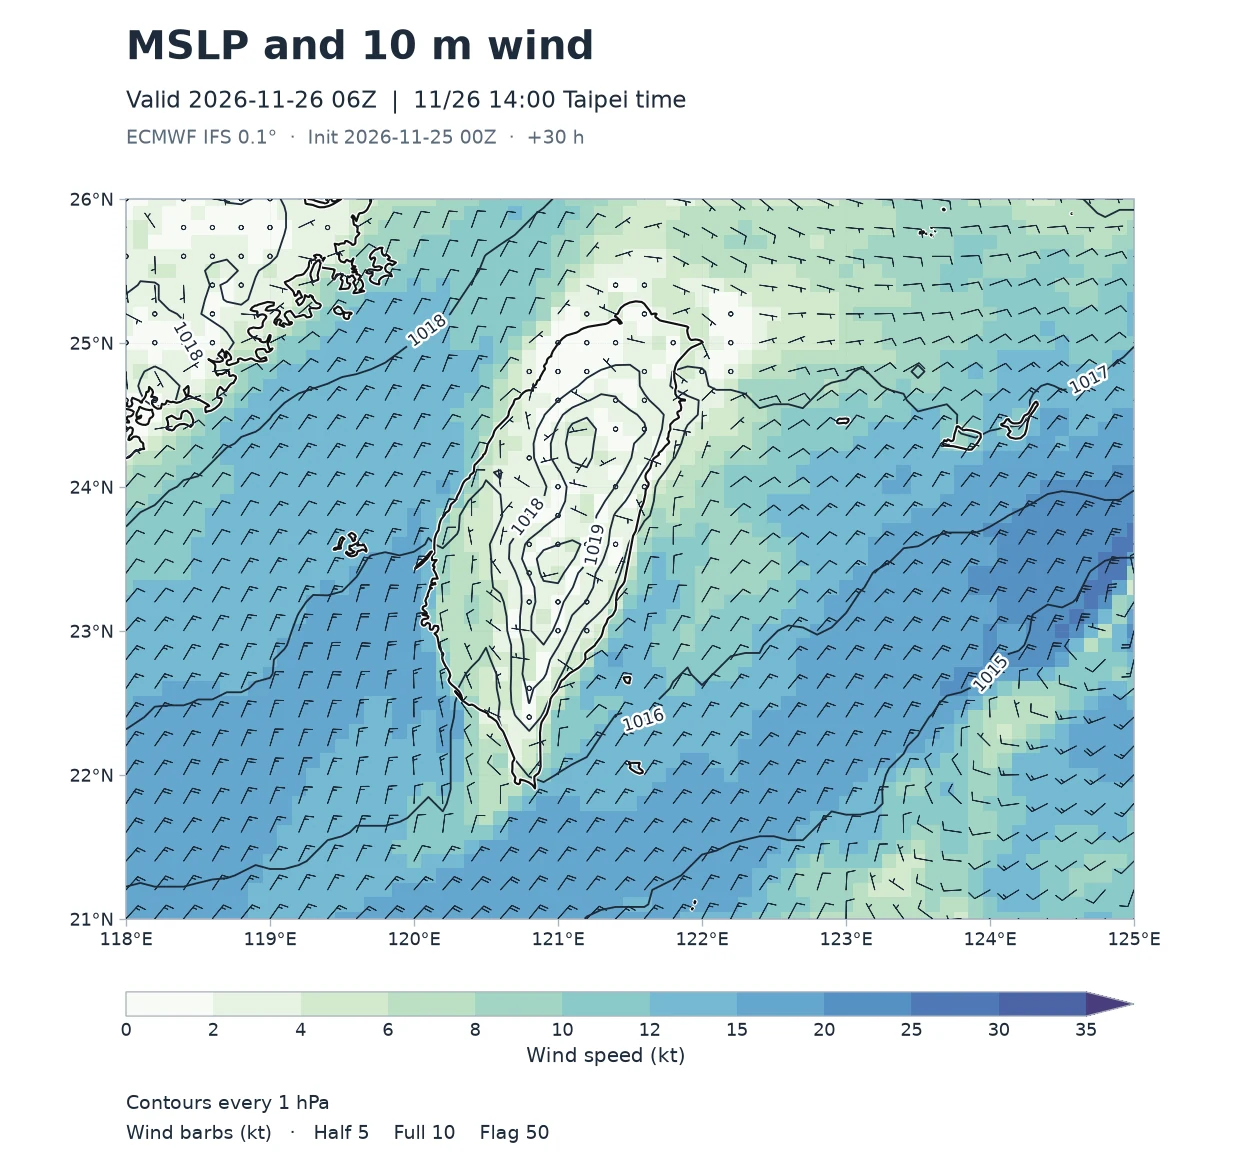 MSLP and 10 m wind
Valid 2026-11-26 06Z | 11/26 14:00 Taipei time
ECMWF IFS 0.1° · Init 2026-11-25 00Z · +30 h
26°N
25°N
24°N
23°N
22°N
21°N
1018
1018
1017
1018
1019
1015
1016
118°E 119°E 120°E 121°E 122°E 123°E 124°E 125°E
0 2 4 6 8 10 12 15 20 25 30 35
Wind speed (kt)
Contours every 1 hPa
Wind barbs (kt) · Half 5 Full 10 Flag 50